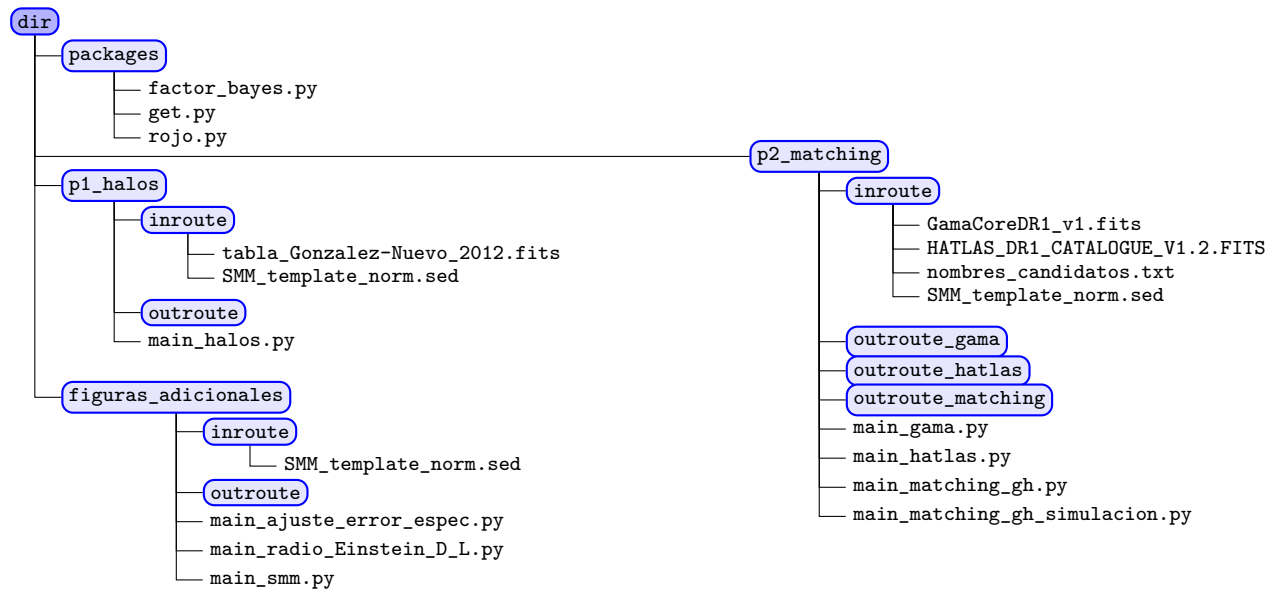 dir
packages
factor_bayes.py
get.py
rojo.py
p1_halos
inroute
tabla_Gonzalez-Nuevo_2012.fits
SMM_template_norm.sed
outroute
main_halos.py
figuras_adicionales
inroute
SMM_template_norm.sed
outroute
main_ajuste_error_espec.py
main_radio_Einstein_D_L.py
main_smm.py
p2_matching
inroute
GamaCoreDR1_v1.fits
HATLAS_DR1_CATALOGUE_V1.2.FITS
nombres_candidatos.txt
SMM_template_norm.sed
outroute_gama
outroute_hatlas
outroute_matching
main_gama.py
main_hatlas.py
main_matching_gh.py
main_matching_gh_simulacion.py